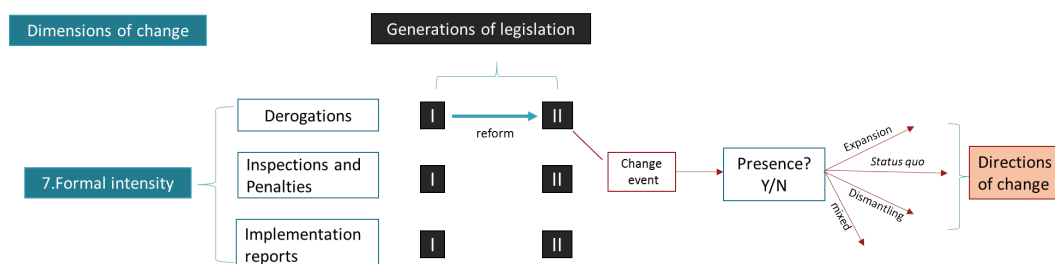 Dimensions of change
Generations of legislation
Derogations
I
II
reform
7.Formal intensity
Inspections and
Penalties
I
II
Change
event
Presence?
Y/N
Expansion
Status quo
Dismantling
mixed
Directions
of change
Implementation
reports
I
II